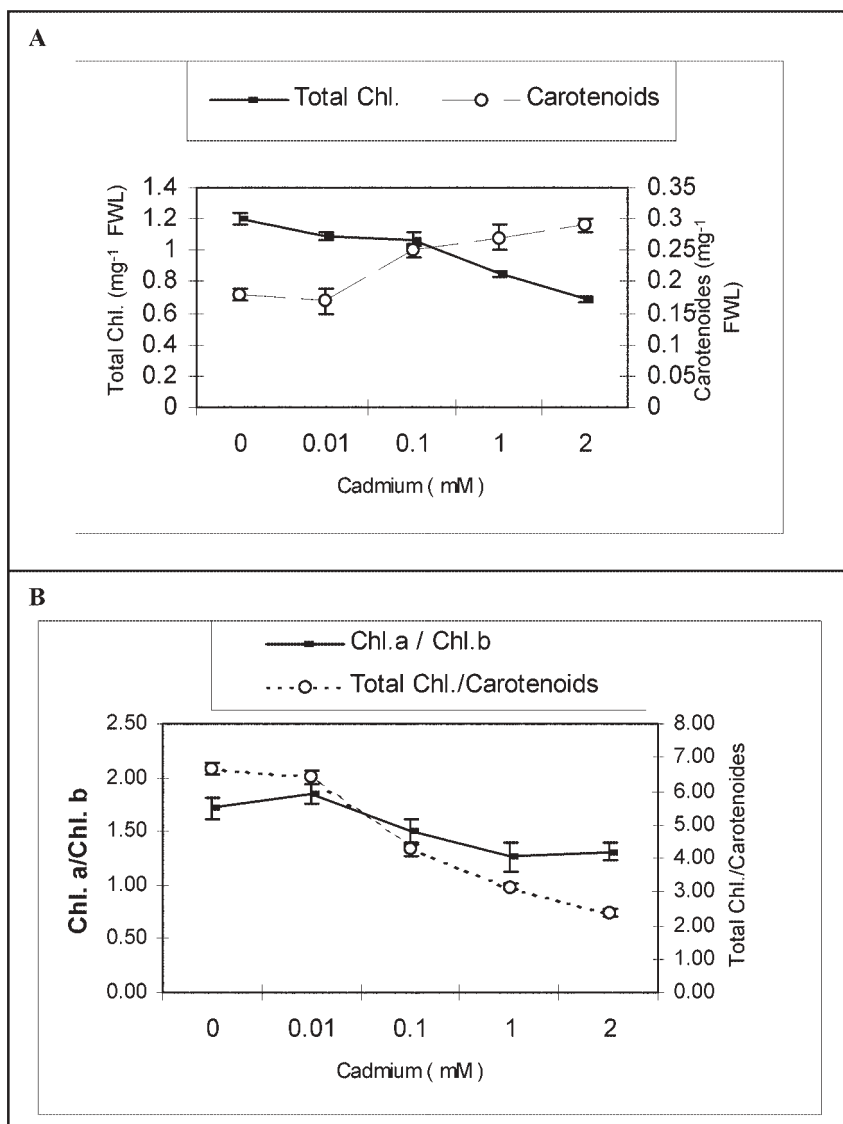 A
Total Chl. Carotenoids
Total Chl. (mg⁻¹ FWL)
1.4
1.2
1
0.8
0.6
0.4
0.2
0
0.35
0.3
0.25
0.2
0.15
0.1
0.05
0
Carotenoides (mg⁻¹
FWL)
0 0.01 0.1 1 2
Cadmium ( mM )
B
Chl.a / Chl.b
Total Chl./Carotenoids
Chl. a/Chl. b
2.50
2.00
1.50
1.00
0.50
0.00
8.00
7.00
6.00
5.00
4.00
3.00
2.00
1.00
0.00
Total Chl./Carotenoides
0 0.01 0.1 1 2
Cadmium ( mM )